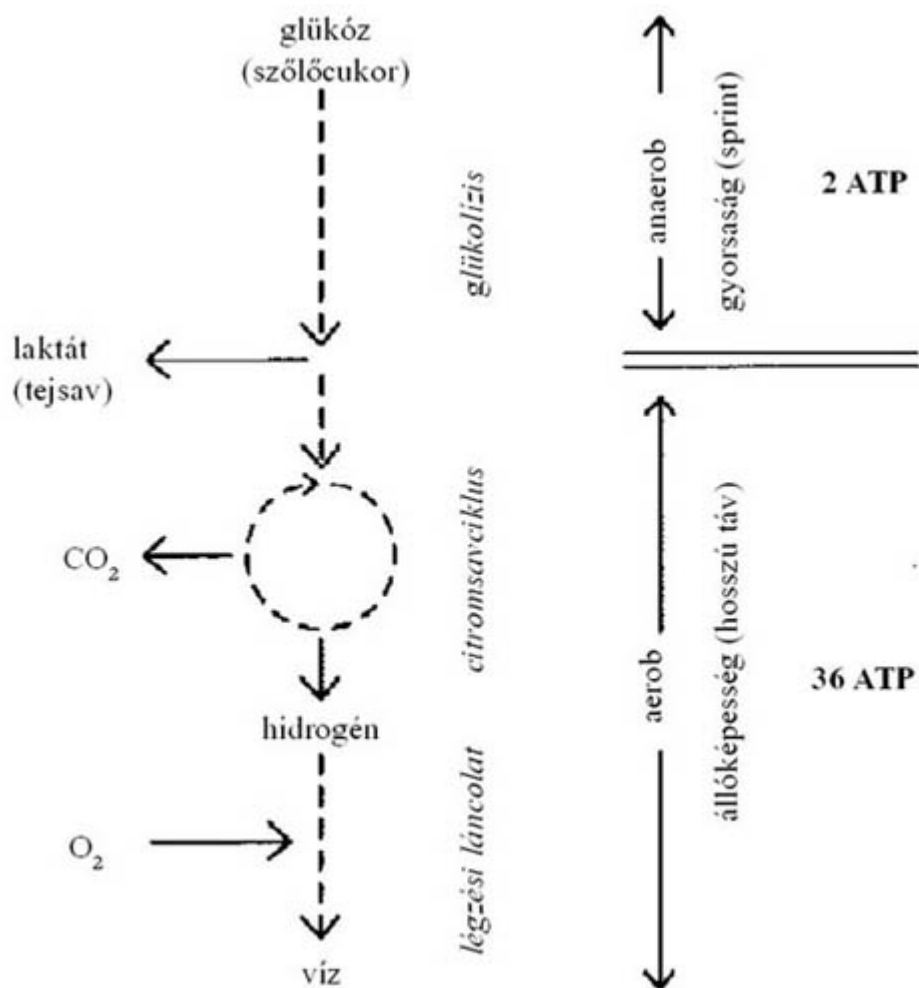 glükóz
(szőlőcukor)
glükolízis
anaerob
gyorsaság (sprint)
2 ATP
laktát
(tejsav)
citromsavciklus
CO₂
hidrogén
aerob
állóképesség (hosszú táv)
36 ATP
O₂
légzési láncolat
víz